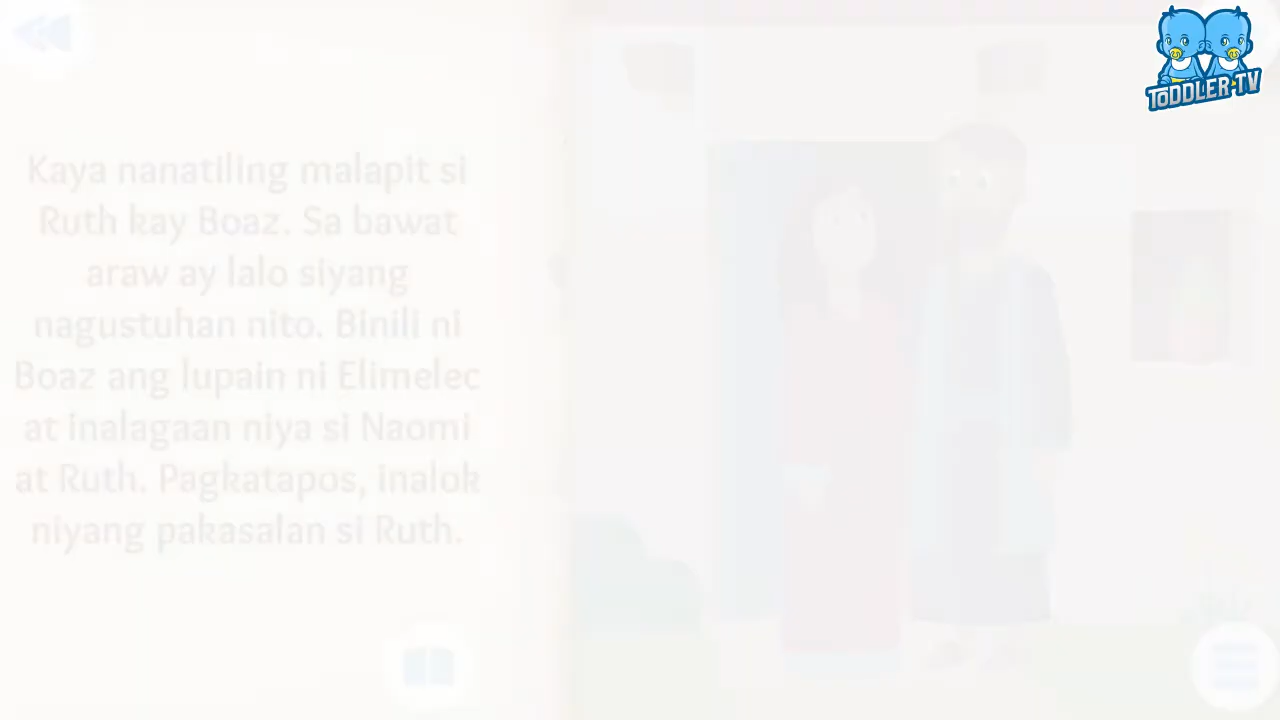 TODDLER TV
Kaya nanatiling malapit si
Ruth kay Boaz. Sa bawat
araw ay lalo siyang
nagustuhan nito. Binili ni
Boaz ang lupain ni Elimelec
at inalagaan niya si Naomi
at Ruth. Pagkatapos, inalok
niyang pakasalan si Ruth.